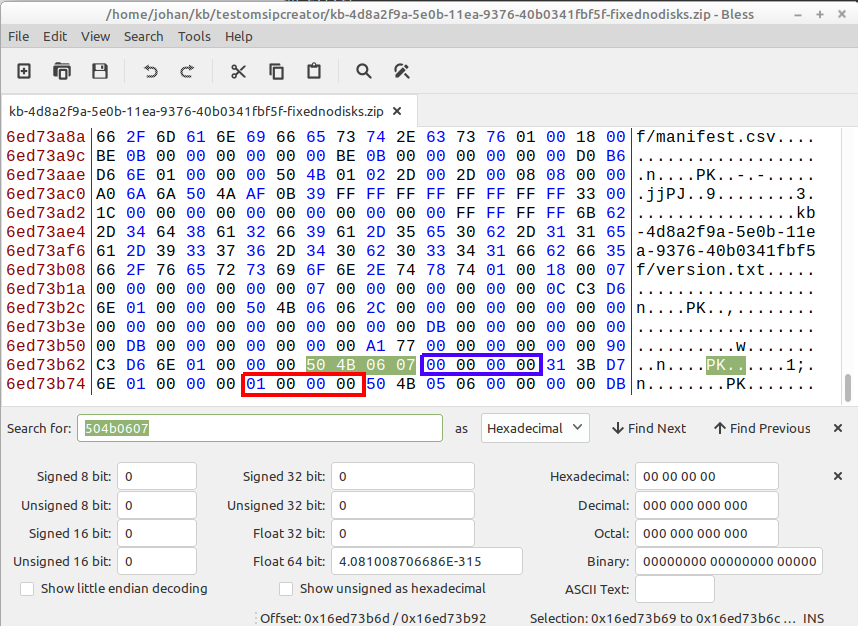 /home/johan/kb/testomsipcreator/kb-4d8a2f9a-5e0b-11ea-9376-40b0341fbf5f-fixednodisks.zip - Bless
File Edit View Search Tools Help
kb-4d8a2f9a-5e0b-11ea-9376-40b0341fbf5f-fixednodisks.zip
6ed73a8a 66 2F 6D 61 6E 69 66 65 73 74 2E 63 73 76 01 00 18 00 f/manifest.csv....
6ed73a9c BE 0B 00 00 00 00 00 00 BE 0B 00 00 00 00 00 00 D0 B6 ..................
6ed73aae D6 6E 01 00 00 00 50 4B 01 02 2D 00 2D 00 08 08 00 00 .n....PK..-.-.....
6ed73ac0 A0 6A 6A 50 4A AF 0B 39 FF FF FF FF FF FF FF FF 33 00 .jjPJ..9........3.
6ed73ad2 1C 00 00 00 00 00 00 00 00 00 00 00 FF FF FF FF 6B 62 ................kb
6ed73ae4 2D 34 64 38 61 32 66 39 61 2D 35 65 30 62 2D 31 31 65 -4d8a2f9a-5e0b-11e
6ed73af6 61 2D 39 33 37 36 2D 34 30 62 30 33 34 31 66 62 66 35 a-9376-40b0341fbf5
6ed73b08 66 2F 76 65 72 73 69 6F 6E 2E 74 78 74 01 00 18 00 07 f/version.txt.....
6ed73b1a 00 00 00 00 00 00 00 07 00 00 00 00 00 00 00 0C C3 D6 ..................
6ed73b2c 6E 01 00 00 00 50 4B 06 06 2C 00 00 00 00 00 00 00 00 n....PK..,........
6ed73b3e 00 00 00 00 00 00 00 00 00 00 00 DB 00 00 00 00 00 00 ..................
6ed73b50 00 DB 00 00 00 00 00 00 00 A1 77 00 00 00 00 00 00 90 ..........w.......
6ed73b62 C3 D6 6E 01 00 00 00 50 4B 06 07 00 00 00 00 31 3B D7 ..n....PK......1;.
6ed73b74 6E 01 00 00 00 01 00 00 00 50 4B 05 06 00 00 00 00 DB n........PK.......
Search for: 504b0607 as Hexadecimal Find Next Find Previous
Signed 8 bit: 0 Signed 32 bit: 0 Hexadecimal: 00 00 00 00
Unsigned 8 bit: 0 Unsigned 32 bit: 0 Decimal: 000 000 000 000
Signed 16 bit: 0 Float 32 bit: 0 Octal: 000 000 000 000
Unsigned 16 bit: 0 Float 64 bit: 4.081008706686E-315 Binary: 00000000 00000000 00000
Show little endian decoding Show unsigned as hexadecimal ASCII Text:
Offset: 0x16ed73b6d / 0x16ed73b92 Selection: 0x16ed73b69 to 0x16ed73b6c ... INS